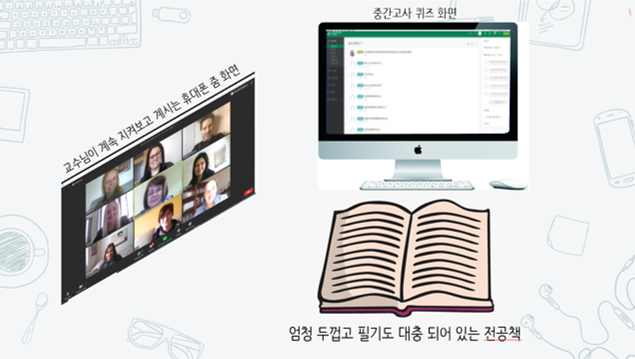 중간고사 퀴즈 화면
교수님이 계속 지켜보고 계시는 휴대폰 줌 화면
엄청 두껍고 필기도 대충 되어 있는 전공책